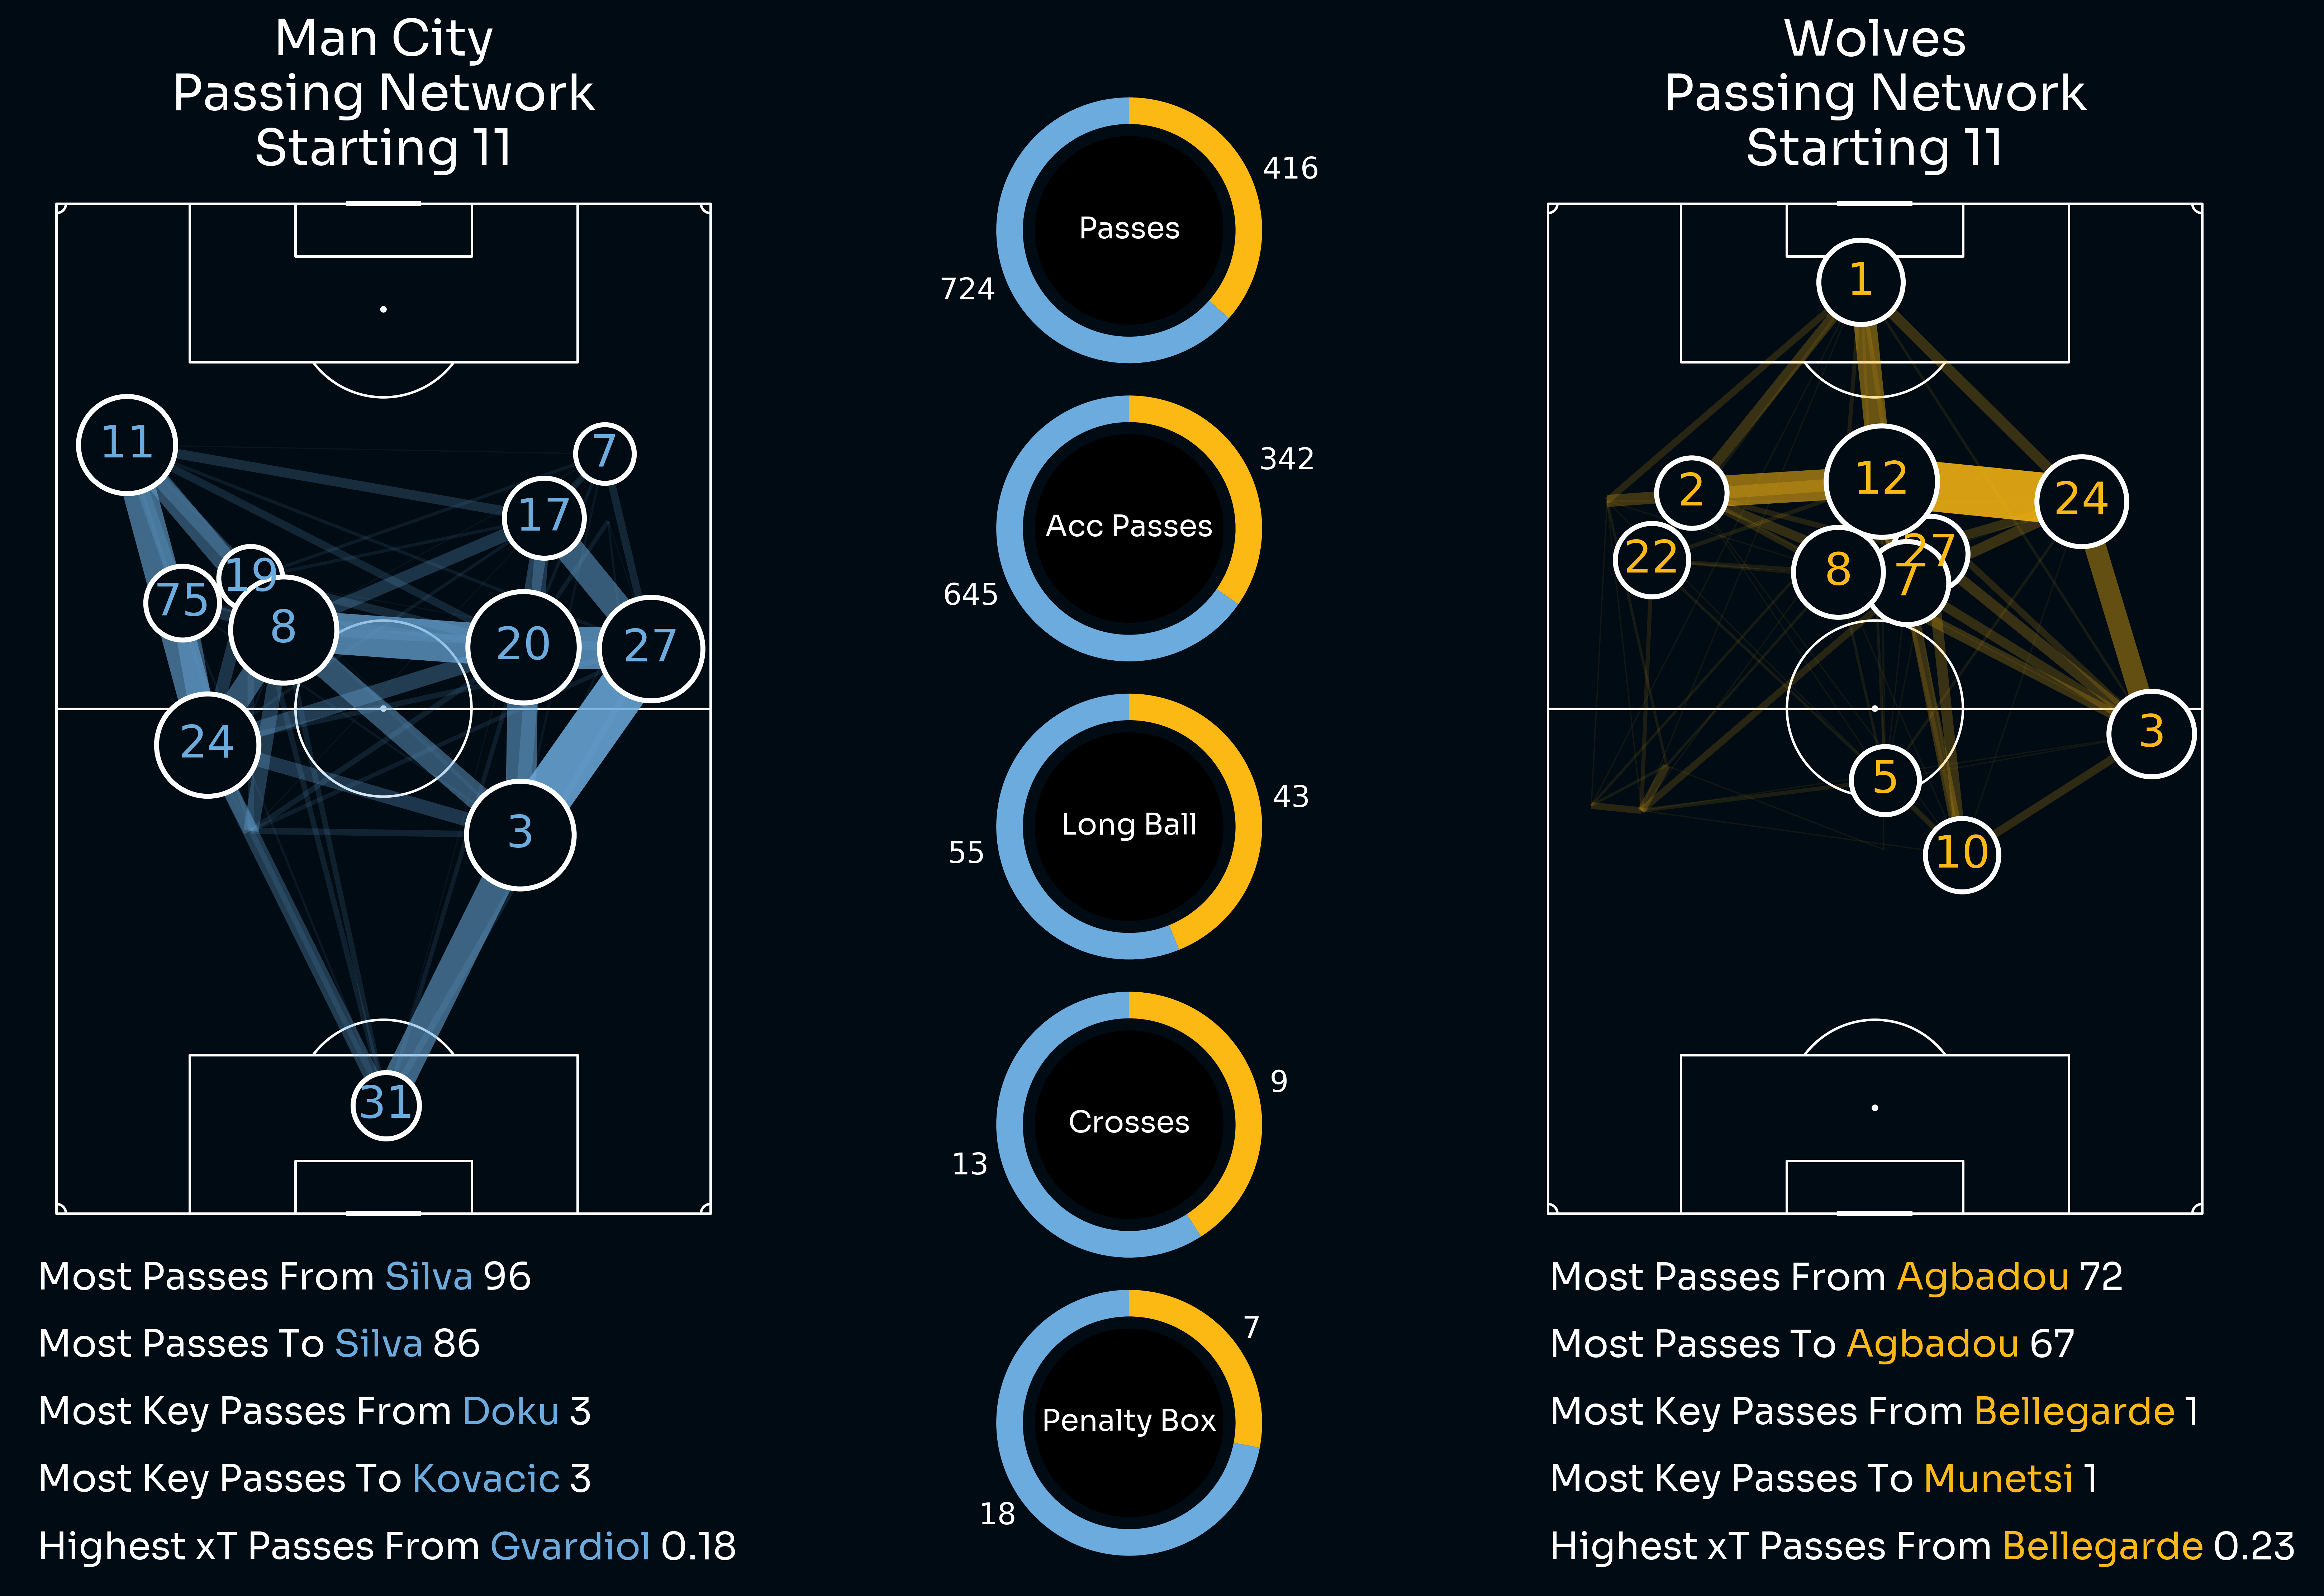 Man City
Passing Network
Starting 11
11
7
17
19
75
8
20
27
24
3
31
Most Passes From Silva 96
Most Passes To Silva 86
Most Key Passes From Doku 3
Most Key Passes To Kovacic 3
Highest xT Passes From Gvardiol 0.18
416
Passes
724
342
Acc Passes
645
43
Long Ball
55
9
Crosses
13
7
Penalty Box
18
Wolves
Passing Network
Starting 11
1
12
2
24
27
22
8
7
3
5
10
Most Passes From Agbadou 72
Most Passes To Agbadou 67
Most Key Passes From Bellegarde 1
Most Key Passes To Munetsi 1
Highest xT Passes From Bellegarde 0.23